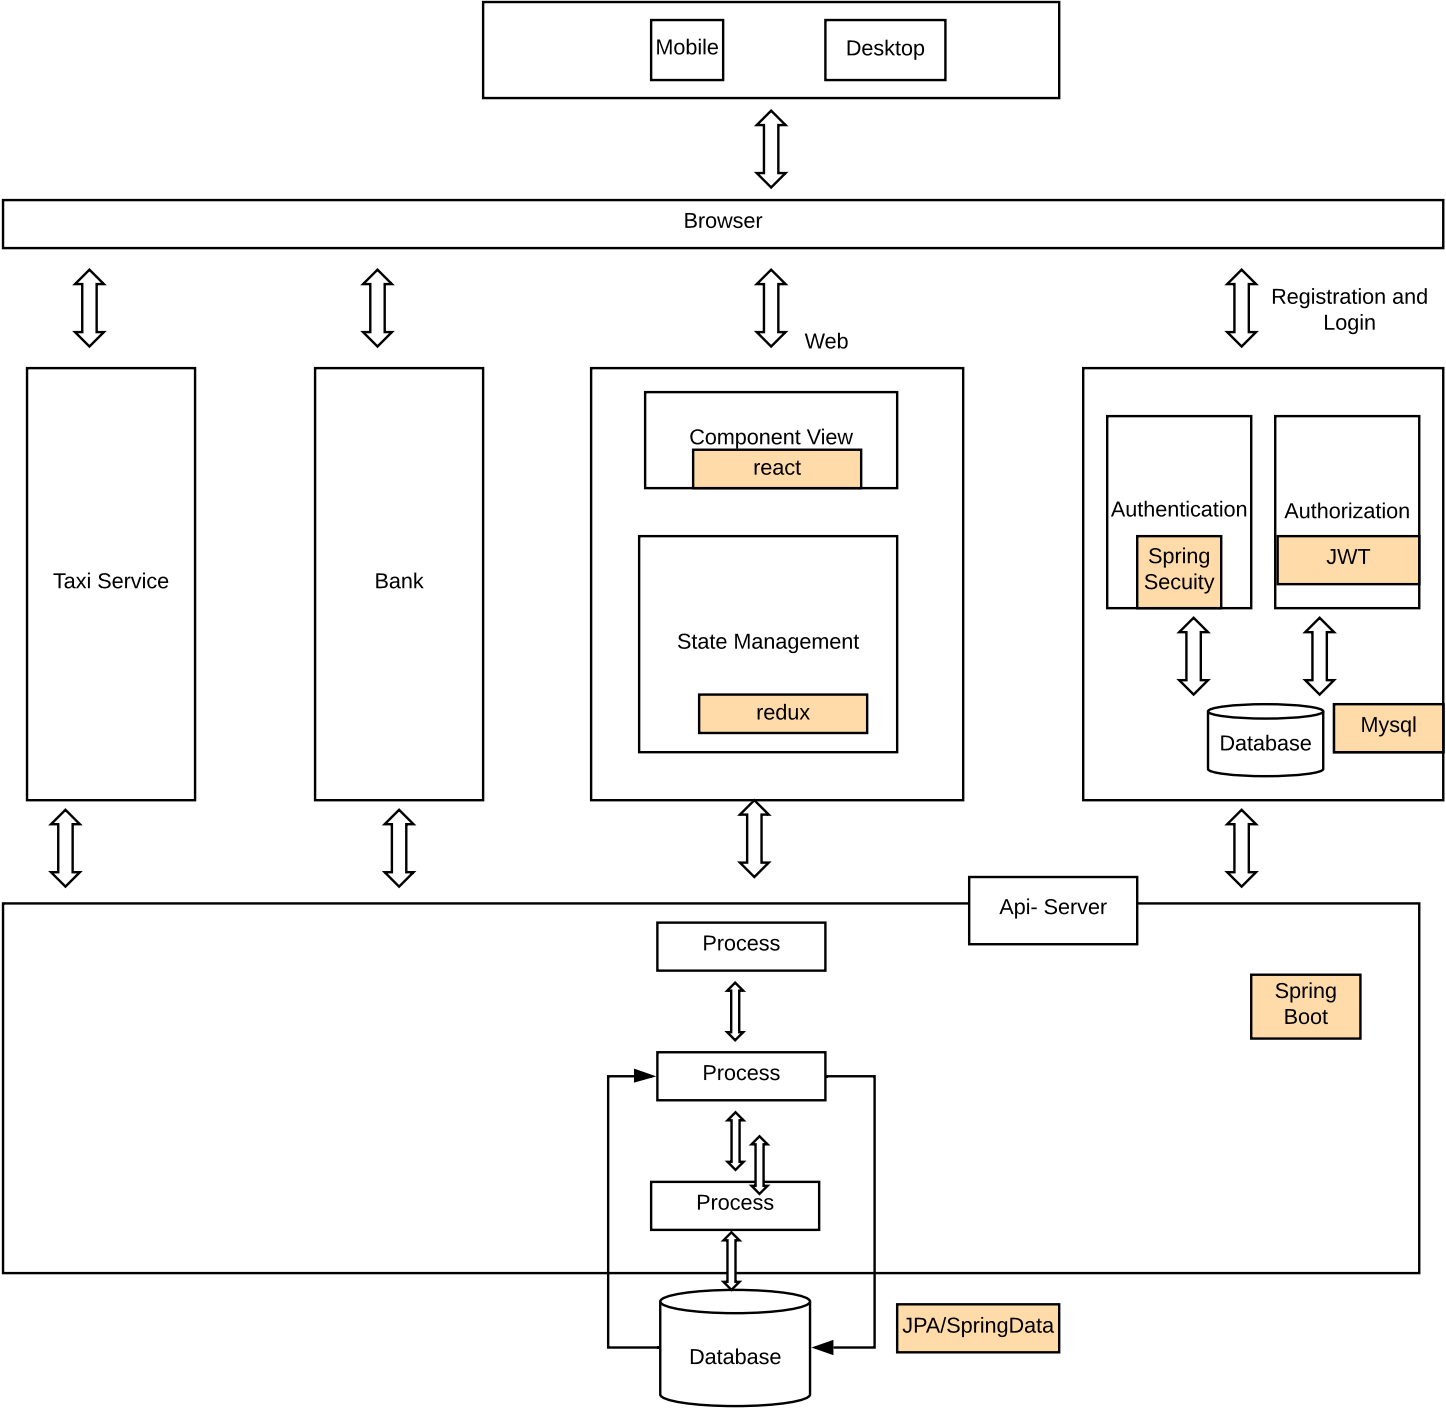 Mobile
Desktop
Browser
Registration and
Login
Web
Component View
react
Authentication
Authorization
Spring
Secuity
JWT
Taxi Service
Bank
State Management
redux
Mysql
Database
Api- Server
Process
Spring
Boot
Process
Process
JPA/SpringData
Database